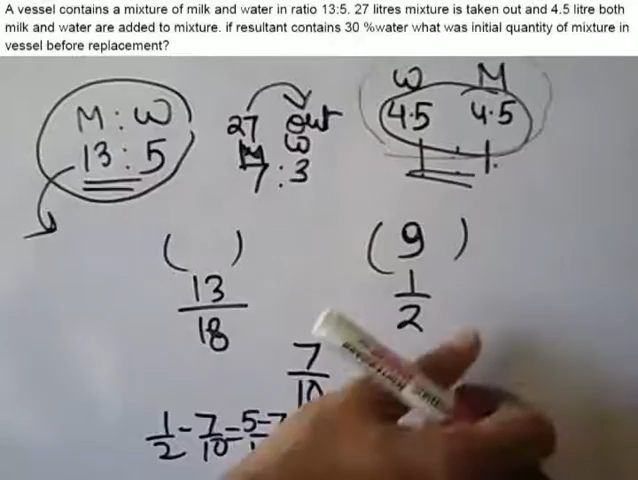 A vessel contains a mixture of milk and water in ratio 13:5. 27 litres mixture is taken out and 4.5 litre both
milk and water are added to mixture. if resultant contains 30 %water what was initial quantity of mixture in
vessel before replacement?
W M
M : W 27 out 4.5 4.5
13 : 5 M W 1 : 1
7 : 3
( ) ( 9 )
13/18 1/2
7/10
1/2 - 7/10 = 5-7